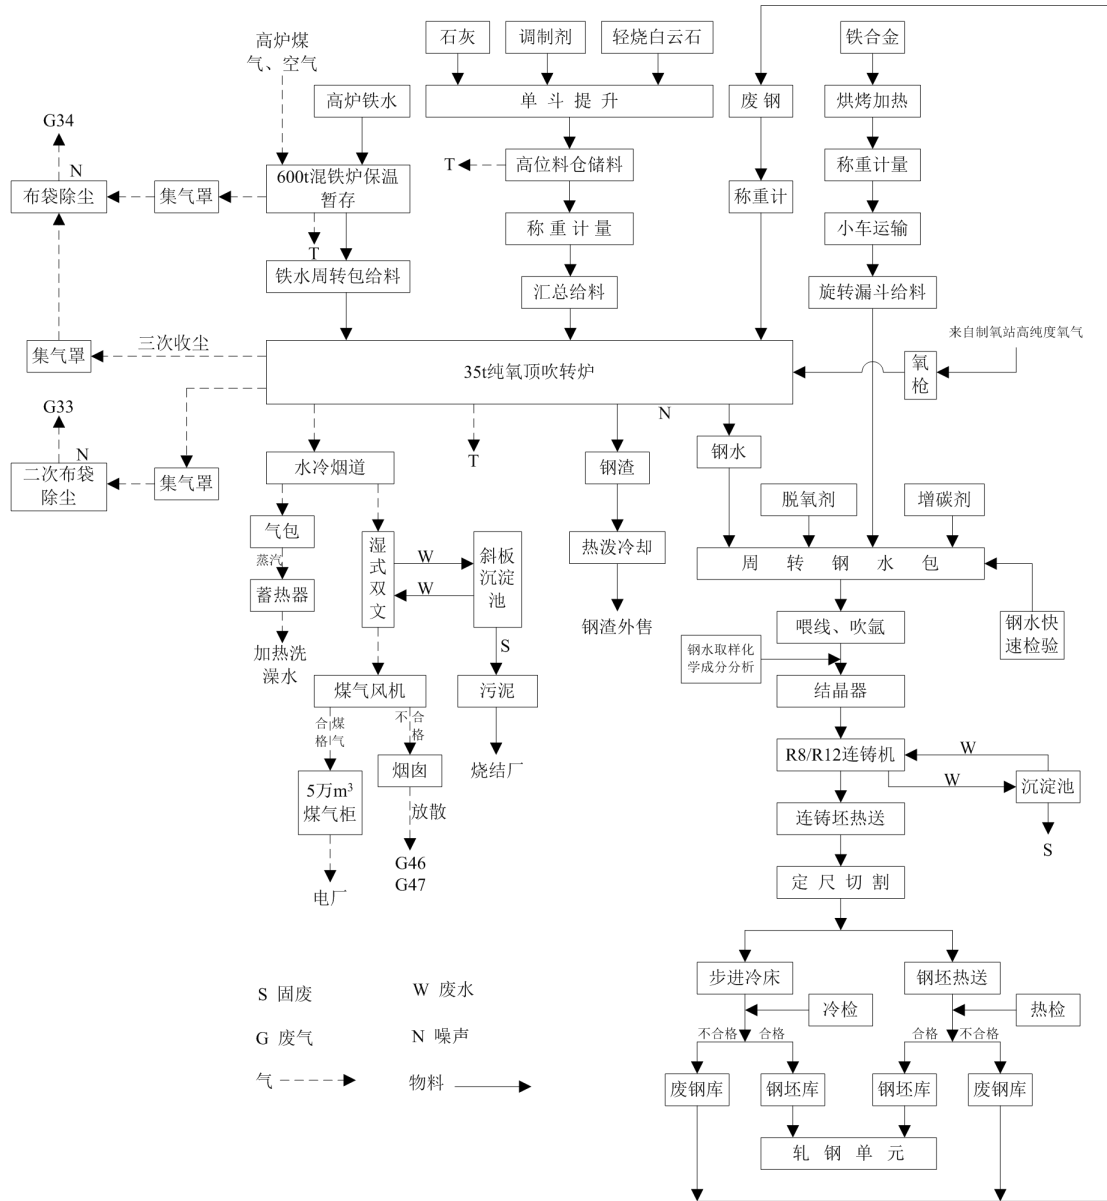 石灰
调制剂
轻烧白云石
铁合金
高炉煤
气、空气
高炉铁水
单斗提升
废钢
烘烤加热
G34
N
T
高位料仓储料
称重计量
布袋除尘
集气罩
600t混铁炉保温
暂存
称重计
称重计量
小车运输
T
铁水周转包给料
汇总给料
旋转漏斗给料
集气罩
三次收尘
来自制氧站高纯度氧气
35t纯氧顶吹转炉
氧
枪
G33
N
N
T
钢水
水冷烟道
钢渣
二次布袋
除尘
集气罩
脱氧剂
增碳剂
气包
蒸汽
湿
式
双
文
W
W
斜板
沉淀
池
热泼冷却
周转钢水包
蓄热器
钢渣外售
喂线、吹氩
钢水快
速检验
加热洗
澡水
S
钢水取样化
学成分分析
煤气风机
污泥
结晶器
合格
煤气
不合格
烟囱
烧结厂
R8/R12连铸机
W
W
沉淀池
5万m³
煤气柜
放散
连铸坯热送
S
G46
G47
电厂
定尺切割
步进冷床
钢坯热送
S 固废
W 废水
冷检
热检
G 废气
N 噪声
不合格
合格
合格
不合格
气
物料
废钢库
钢坯库
钢坯库
废钢库
轧钢单元